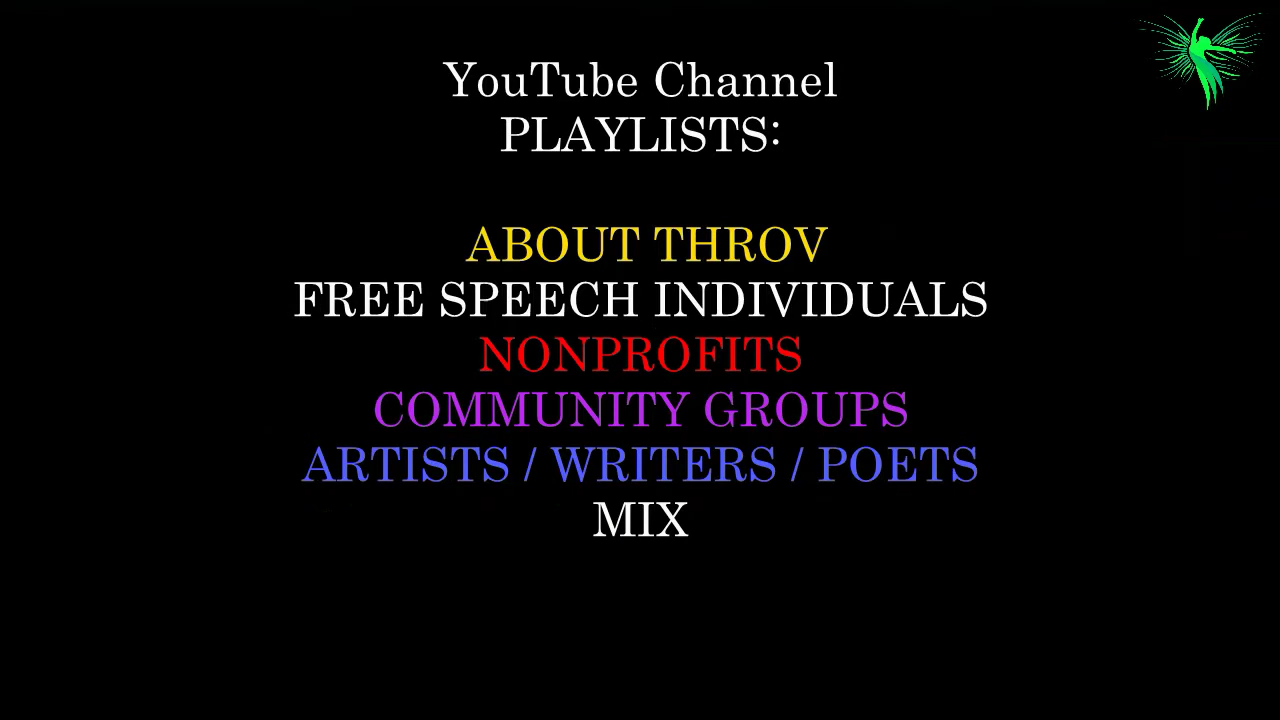 YouTube Channel
PLAYLISTS:
ABOUT THROV
FREE SPEECH INDIVIDUALS
NONPROFITS
COMMUNITY GROUPS
ARTISTS / WRITERS / POETS
MIX